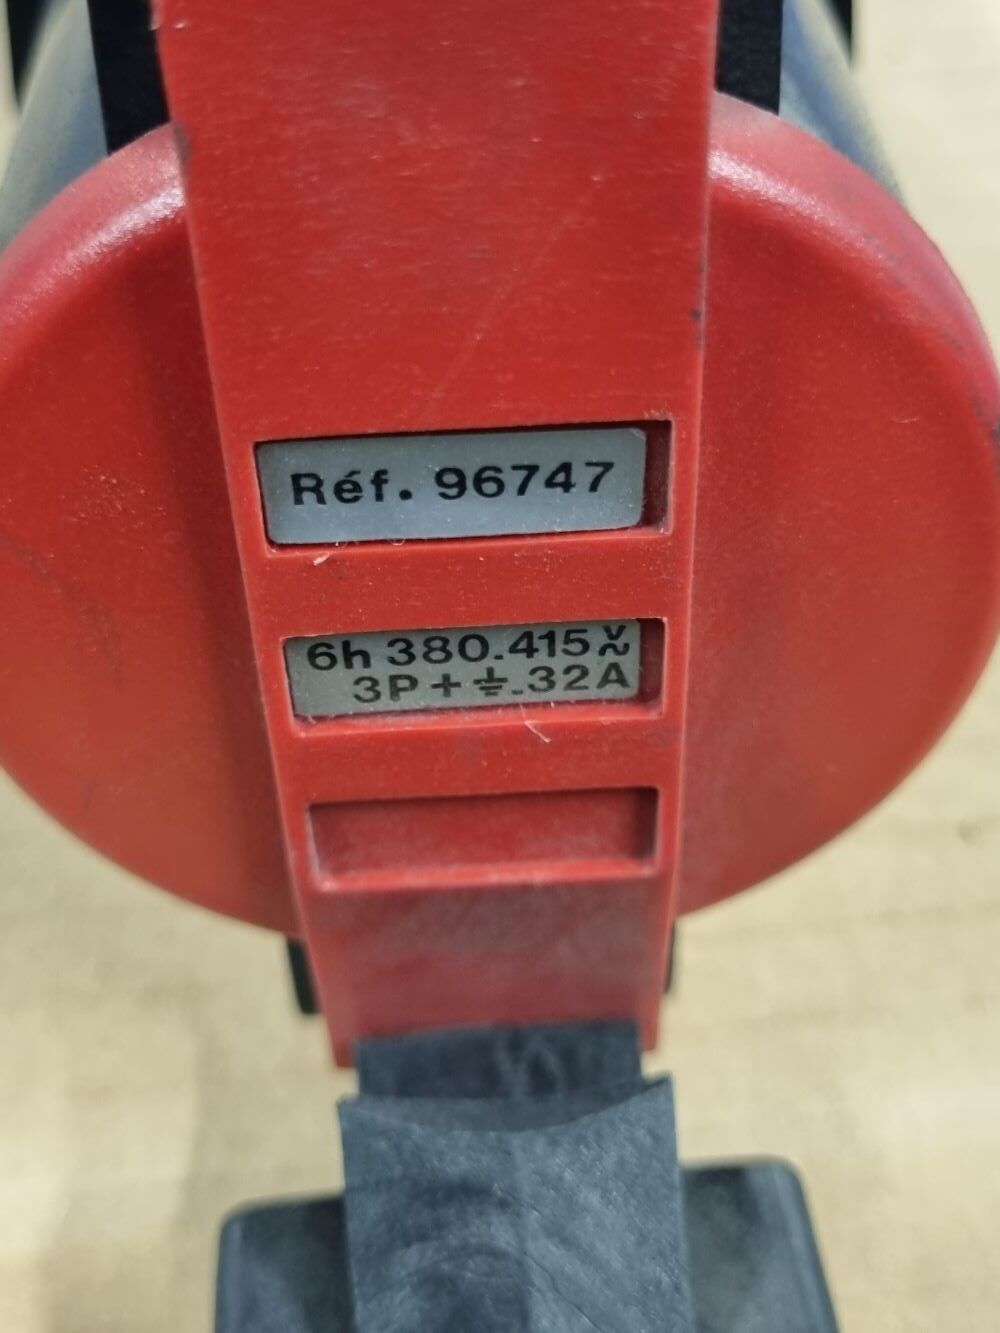 Réf. 96747
6h 380.415 V~
3P+⏚.32A